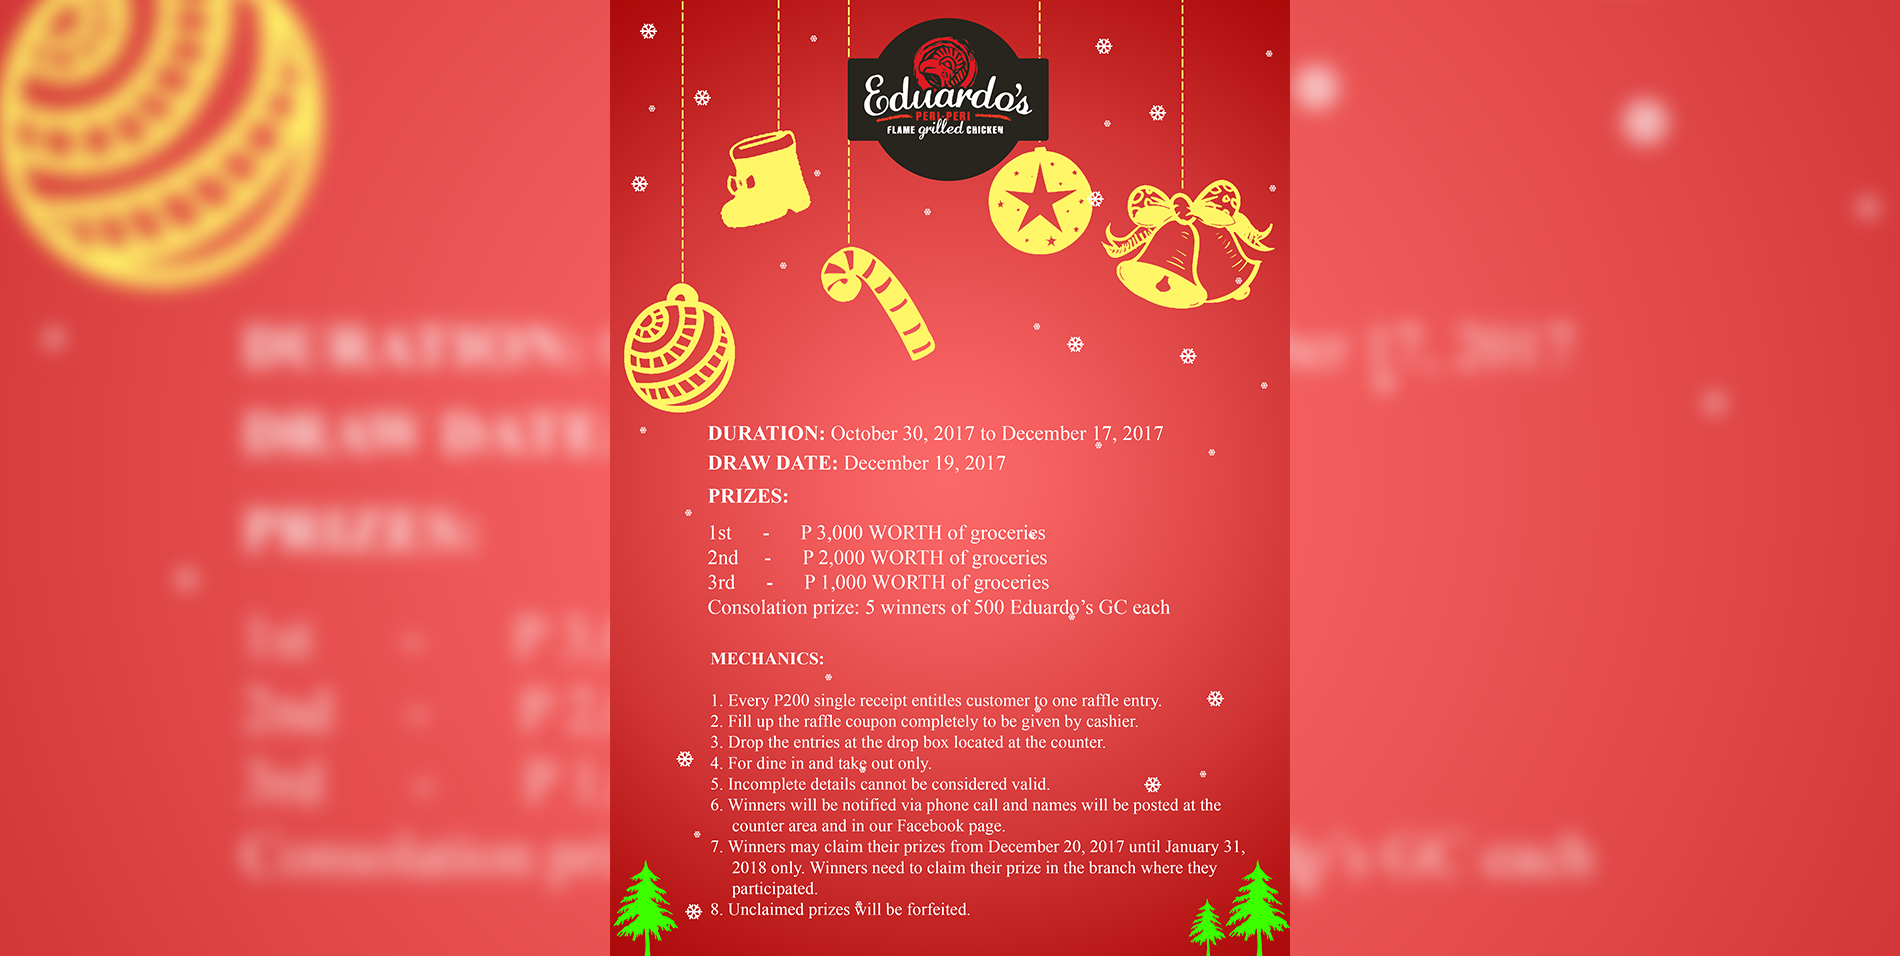 Eduardo's
PERI-PERI
FLAME grilled CHICKEN
DURATION: October 30, 2017 to December 17, 2017
DRAW DATE: December 19, 2017
PRIZES:
1st - P 3,000 WORTH of groceries
2nd - P 2,000 WORTH of groceries
3rd - P 1,000 WORTH of groceries
Consolation prize: 5 winners of 500 Eduardo's GC each
MECHANICS:
1. Every P200 single receipt entitles customer to one raffle entry.
2. Fill up the raffle coupon completely to be given by cashier.
3. Drop the entries at the drop box located at the counter.
4. For dine in and take out only.
5. Incomplete details cannot be considered valid.
6. Winners will be notified via phone call and names will be posted at the
counter area and in our Facebook page.
7. Winners may claim their prizes from December 20, 2017 until January 31,
2018 only. Winners need to claim their prize in the branch where they
participated.
8. Unclaimed prizes will be forfeited.